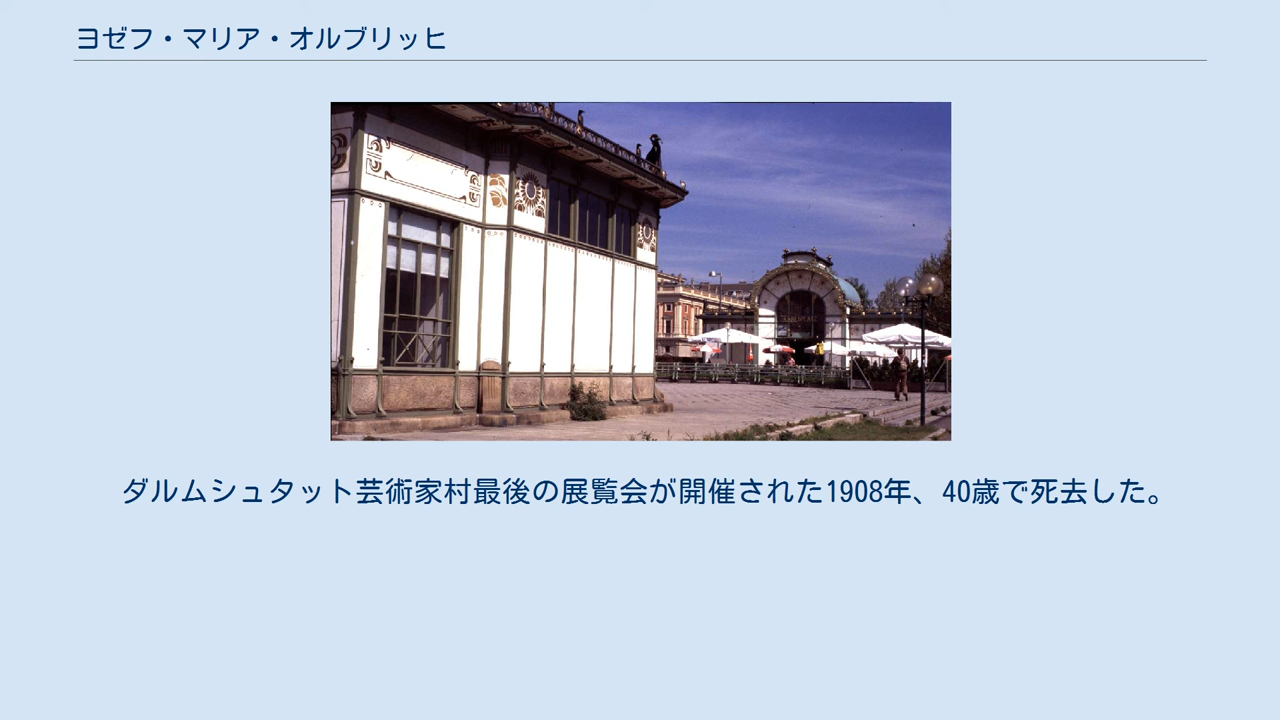 ヨゼフ・マリア・オルブリッヒ
ダルムシュタット芸術家村最後の展覧会が開催された1908年、40歳で死去した。